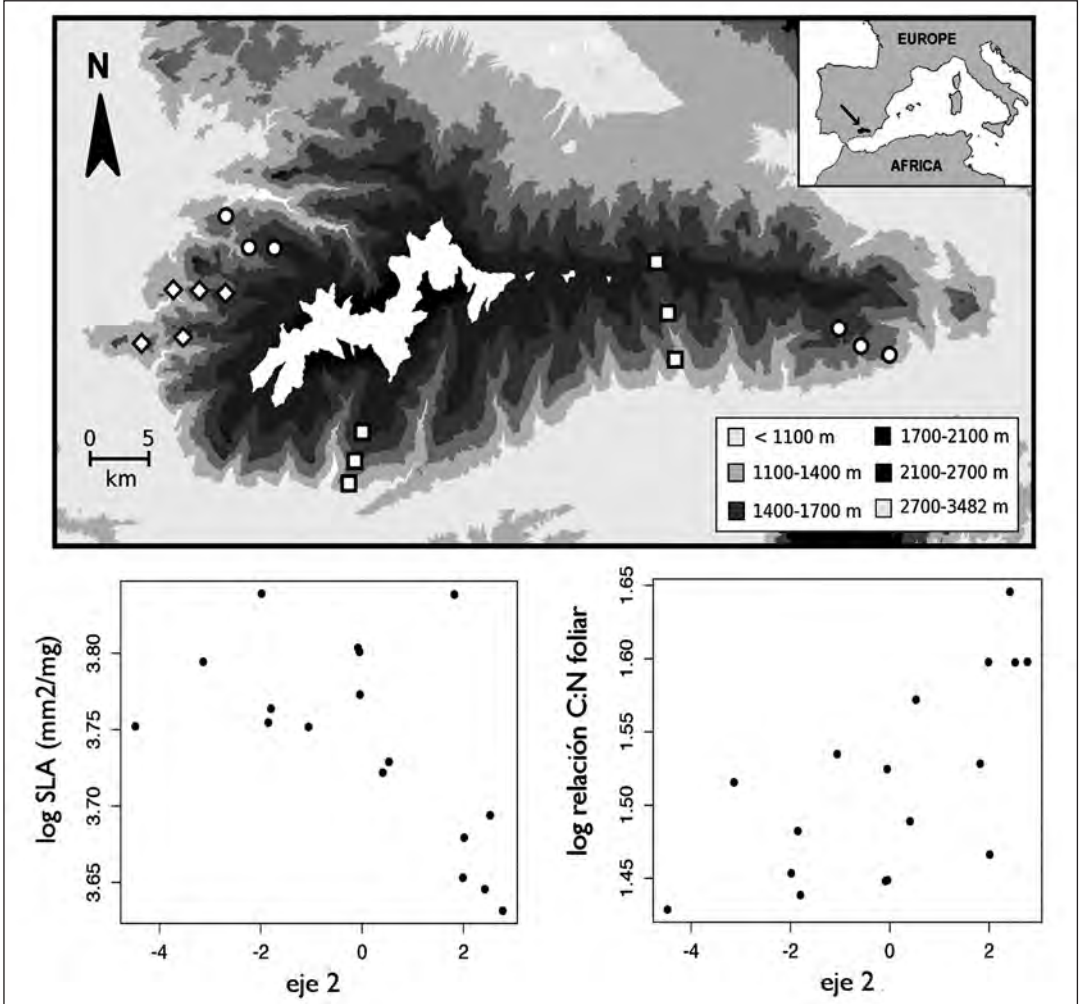 N
EUROPE
AFRICA
0 5
km
< 1100 m
1100-1400 m
1400-1700 m
1700-2100 m
2100-2700 m
2700-3482 m
log SLA (mm2/mg)
3.80
3.75
3.70
3.65
-4 -2 0 2
eje 2
log relación C:N foliar
1.65
1.60
1.55
1.50
1.45
-4 -2 0 2
eje 2